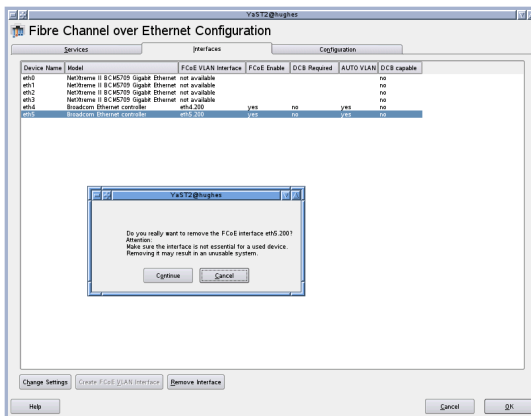 YaST2@hughes
Fibre Channel over Ethernet Configuration
Services Interfaces Configuration
Device Name Model FCoE VLAN Interface FCoE Enable DCB Required AUTO VLAN DCB capable
eth0 NetXtreme II BCM5709 Gigabit Ethernet not available no
eth1 NetXtreme II BCM5709 Gigabit Ethernet not available no
eth2 NetXtreme II BCM5709 Gigabit Ethernet not available no
eth3 NetXtreme II BCM5709 Gigabit Ethernet not available no
eth4 Broadcom Ethernet controller eth4.200 yes no yes no
eth5 Broadcom Ethernet controller eth5.200 yes no yes no
YaST2@hughes
Do you really want to remove the FCoE interface eth5.200?
Attention:
Make sure the interface is not essential for a used device.
Removing it may result in an unusable system.
Continue Cancel
Change Settings Create FCoE VLAN Interface Remove Interface
Help Cancel OK